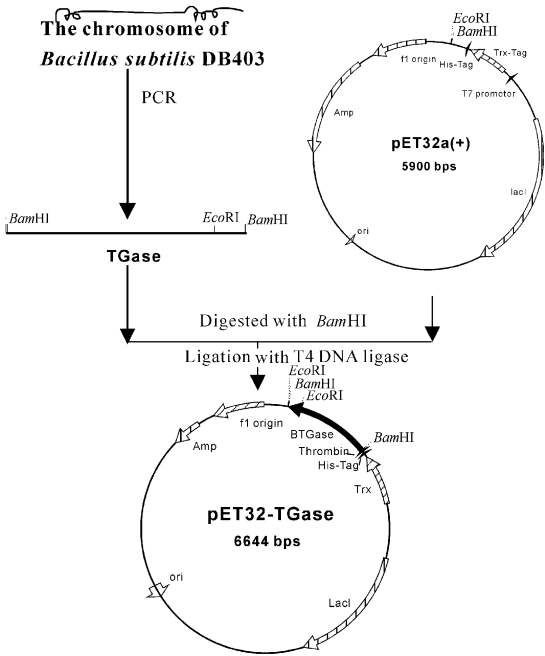 The chromosome of
Bacillus subtilis DB403
PCR
BamHI
EcoRI
BamHI
TGase
EcoRI
BamHI
Trx-Tag
f1 origin
His-Tag
T7 promotor
Amp
pET32a(+)
5900 bps
lacI
ori
Digested with BamHI
Ligation with T4 DNA ligase
EcoRI
BamHI
EcoRI
f1 origin
BTGase
BamHI
Amp
Thrombin
His-Tag
Trx
pET32-TGase
6644 bps
ori
LacI